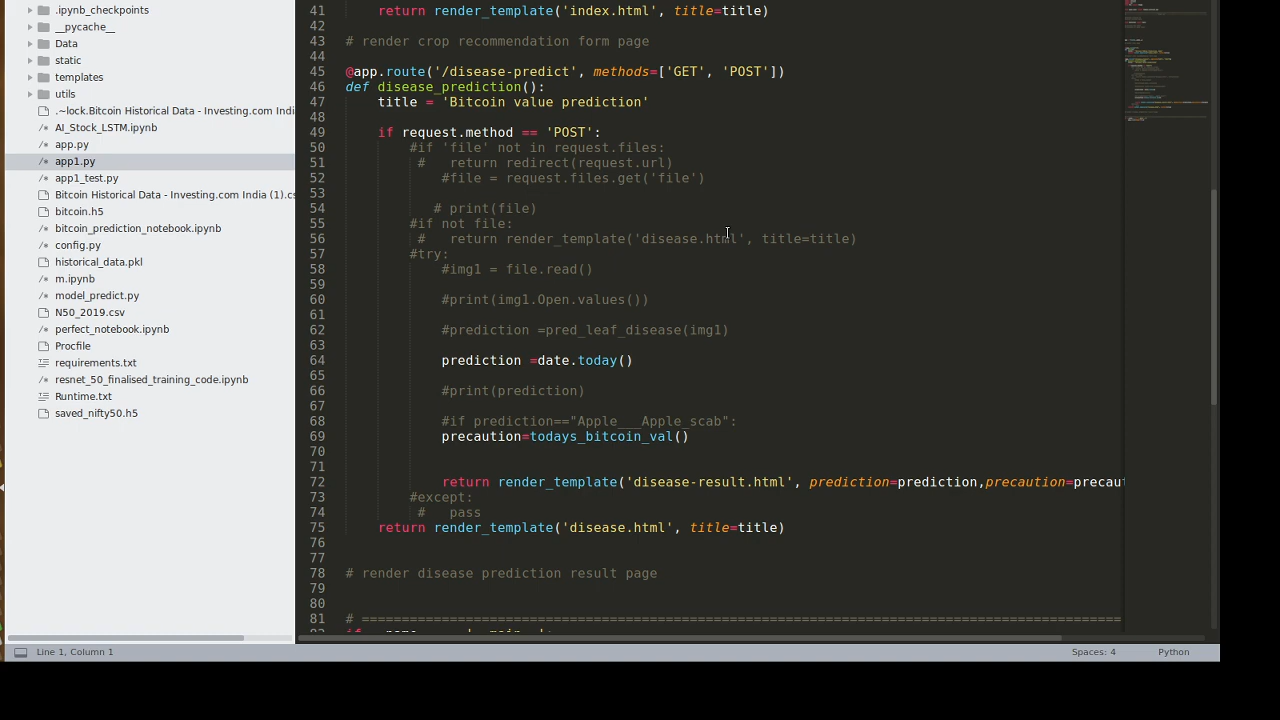 .ipynb_checkpoints
__pycache__
Data
static
templates
utils
.~lock.Bitcoin Historical Data - Investing.com Indi
AI_Stock_LSTM.ipynb
app.py
app1.py
app1_test.py
Bitcoin Historical Data - Investing.com India (1).cs
bitcoin.h5
bitcoin_prediction_notebook.ipynb
config.py
historical_data.pkl
m.ipynb
model_predict.py
N50_2019.csv
perfect_notebook.ipynb
Procfile
requirements.txt
resnet_50_finalised_training_code.ipynb
Runtime.txt
saved_nifty50.h5
41 return render_template('index.html', title=title)
42
43 # render crop recommendation form page
44
45 @app.route('/disease-predict', methods=['GET', 'POST'])
46 def disease_prediction():
47 title = 'Bitcoin value prediction'
48
49 if request.method == 'POST':
50 #if 'file' not in request.files:
51 # return redirect(request.url)
52 #file = request.files.get('file')
53
54 # print(file)
55 #if not file:
56 # return render_template('disease.html', title=title)
57 #try:
58 #img1 = file.read()
59
60 #print(img1.Open.values())
61
62 #prediction =pred_leaf_disease(img1)
63
64 prediction =date.today()
65
66 #print(prediction)
67
68 #if prediction=="Apple___Apple_scab":
69 precaution=todays_bitcoin_val()
70
71
72 return render_template('disease-result.html', prediction=prediction,precaution=precaut
73 #except:
74 # pass
75 return render_template('disease.html', title=title)
76
77
78 # render disease prediction result page
79
80
81 # ===============================================================================================
Line 1, Column 1
Spaces: 4
Python